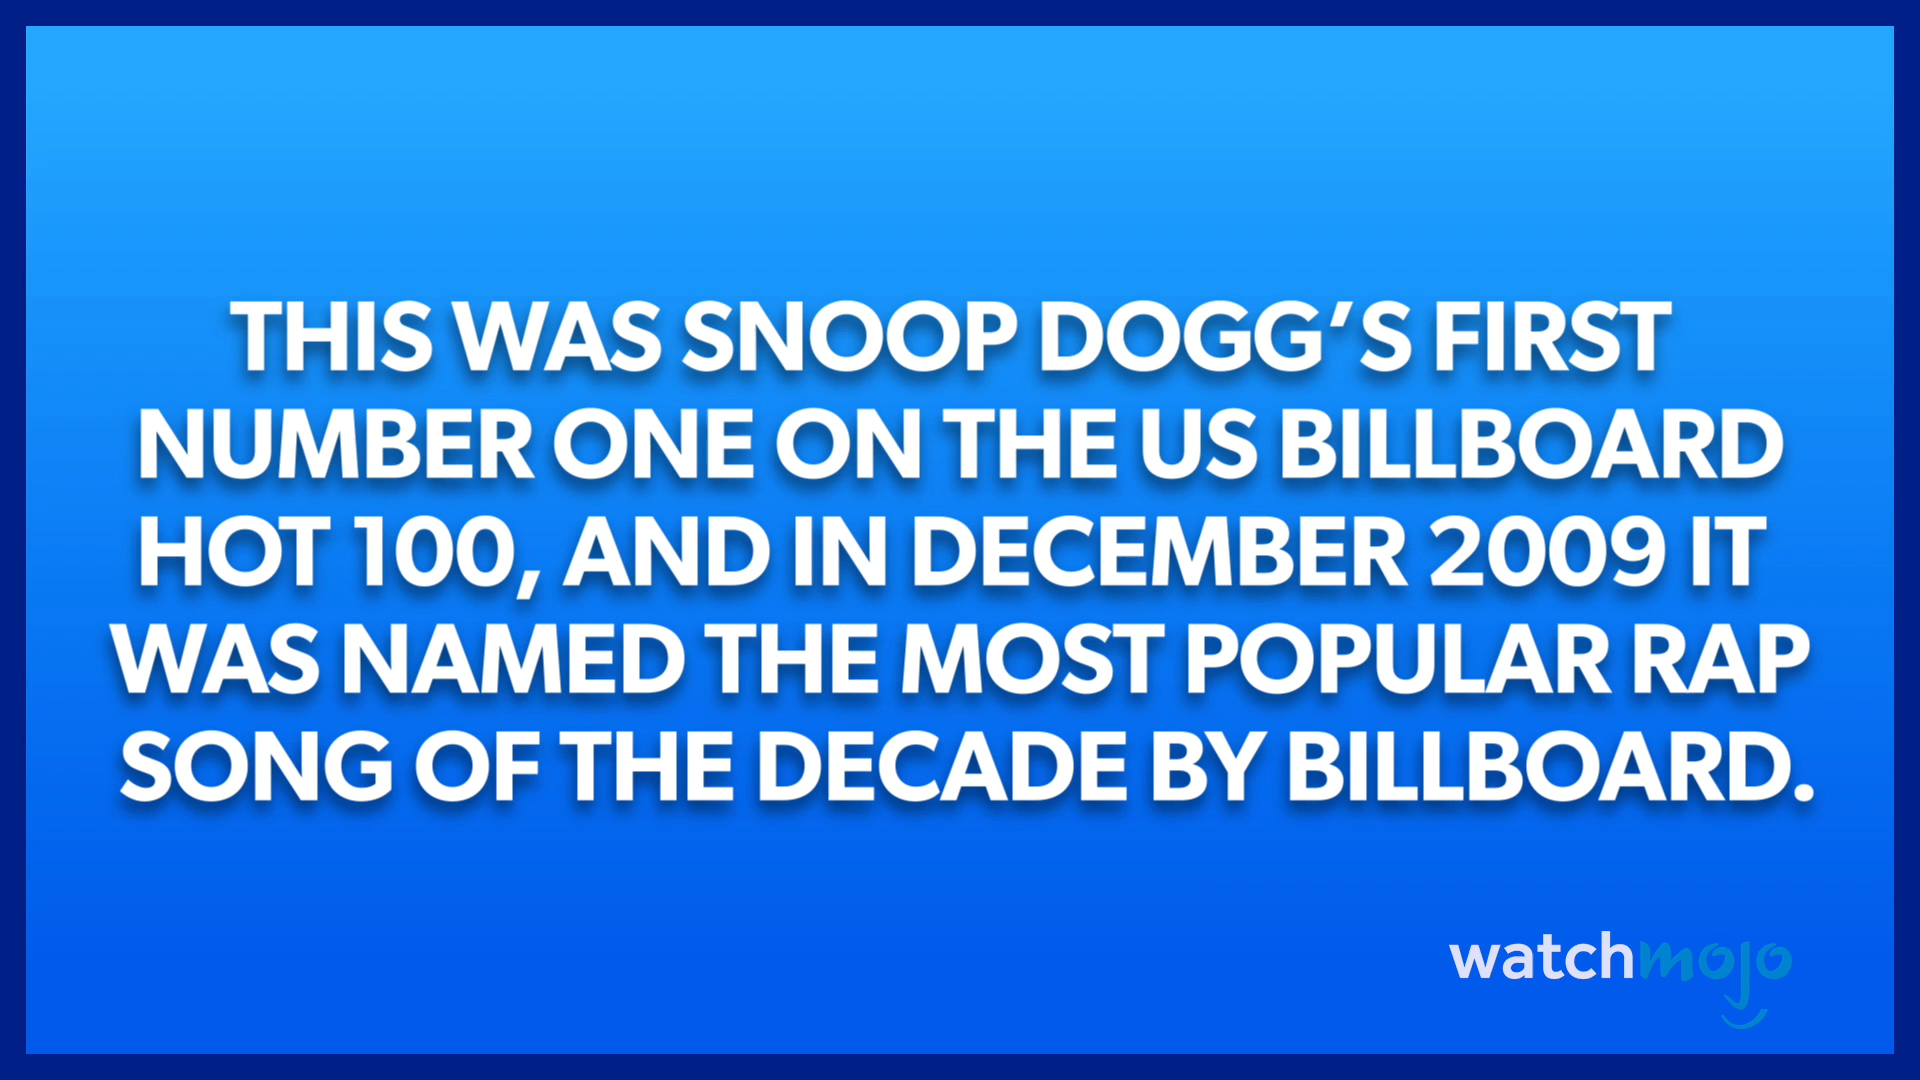 THIS WAS SNOOP DOGG’S FIRST
NUMBER ONE ON THE US BILLBOARD
HOT 100, AND IN DECEMBER 2009 IT
WAS NAMED THE MOST POPULAR RAP
SONG OF THE DECADE BY BILLBOARD.
watchmojo